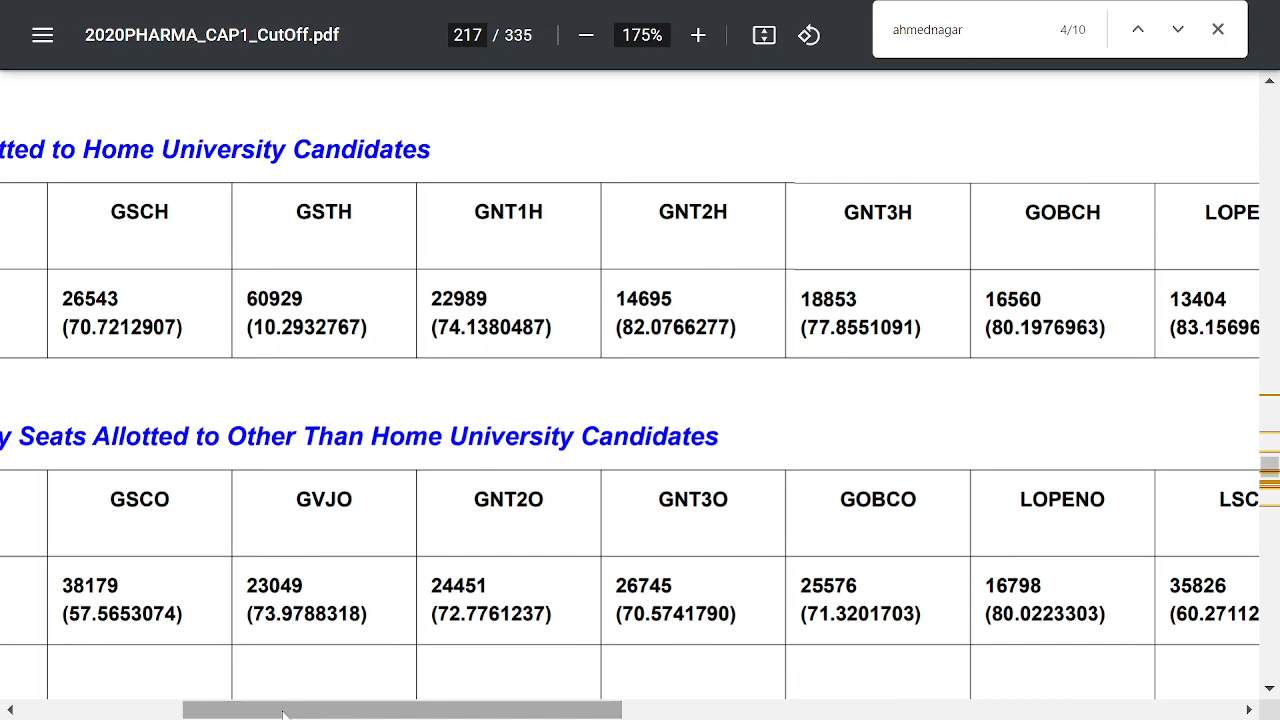 2020PHARMA_CAP1_CutOff.pdf 217 / 335 175% ahmednagar 4/10
tted to Home University Candidates
GSCH GSTH GNT1H GNT2H GNT3H GOBCH LOPE
26543 60929 22989 14695 18853 16560 13404
(70.7212907) (10.2932767) (74.1380487) (82.0766277) (77.8551091) (80.1976963) (83.15696
y Seats Allotted to Other Than Home University Candidates
GSCO GVJO GNT2O GNT3O GOBCO LOPENO LSC
38179 23049 24451 26745 25576 16798 35826
(57.5653074) (73.9788318) (72.7761237) (70.5741790) (71.3201703) (80.0223303) (60.27112